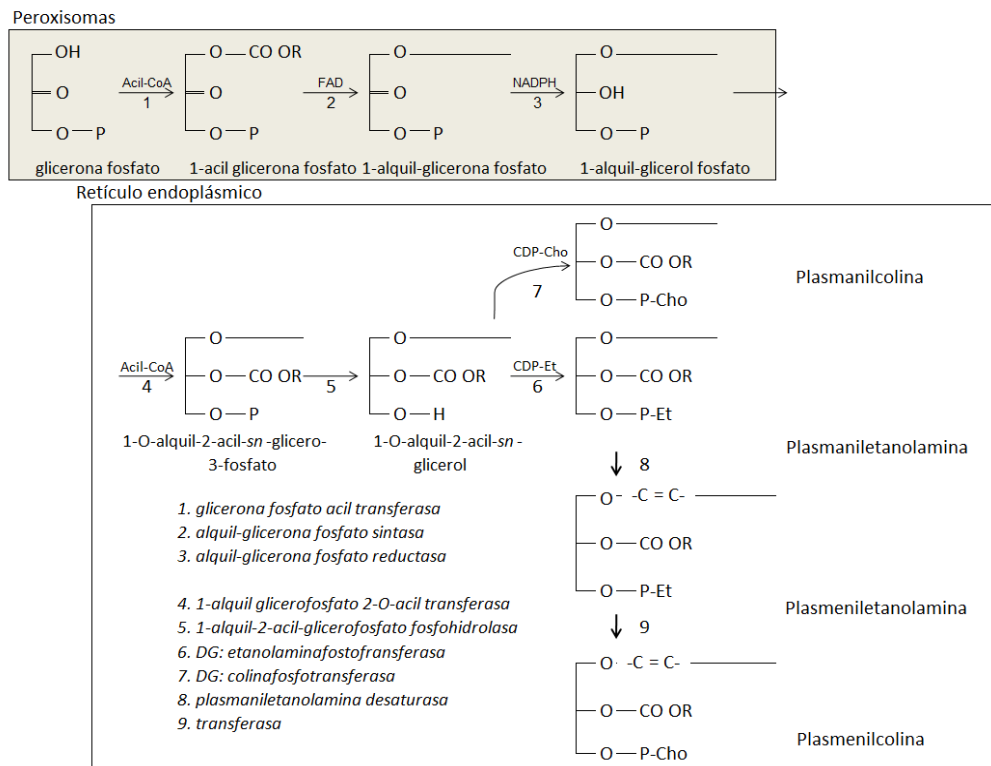 Peroxisomas
OH
O
O — P
glicerona fosfato
Acil-CoA
1
O — CO OR
O
O — P
1-acil glicerona fosfato
FAD
2
O
O
O — P
1-alquil-glicerona fosfato
NADPH
3
O
OH
O — P
1-alquil-glicerol fosfato
Retículo endoplásmico
Acil-CoA
4
O
O — CO OR
O — P
1-O-alquil-2-acil-sn -glicero-
3-fosfato
5
O
O — CO OR
O — H
1-O-alquil-2-acil-sn -
glicerol
CDP-Cho
7
O
O — CO OR
O — P-Cho
Plasmanilcolina
CDP-Et
6
O
O — CO OR
P-Et
O
Plasmaniletanolamina
8
O - -C = C-
O — CO OR
O — P-Et
Plasmeniletanolamina
9
O - -C = C-
O — CO OR
O — P-Cho
Plasmenilcolina
1. glicerona fosfato acil transferasa
2. alquil-glicerona fosfato sintasa
3. alquil-glicerona fosfato reductasa
4. 1-alquil glicerofosfato 2-O-acil transferasa
5. 1-alquil-2-acil-glicerofosfato fosfohidrolasa
6. DG: etanolaminafostofransferasa
7. DG: colinafosfotransferasa
8. plasmaniletanolamina desaturasa
9. transferasa